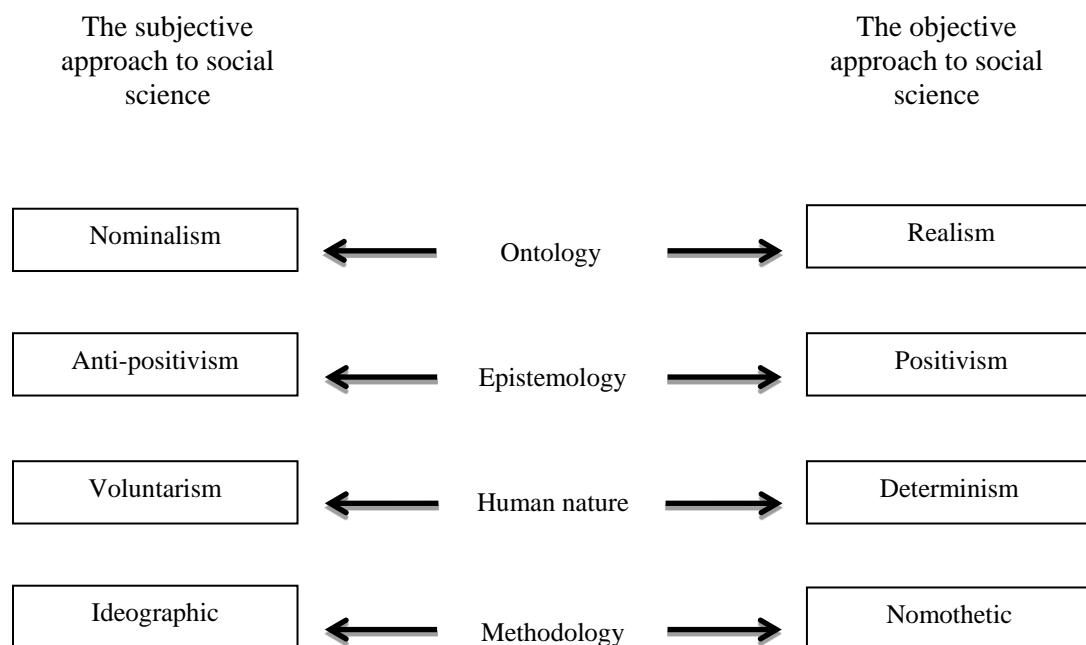 The subjective
approach to social
science
The objective
approach to social
science
Nominalism
Ontology
Realism
Anti-positivism
Epistemology
Positivism
Voluntarism
Human nature
Determinism
Ideographic
Methodology
Nomothetic